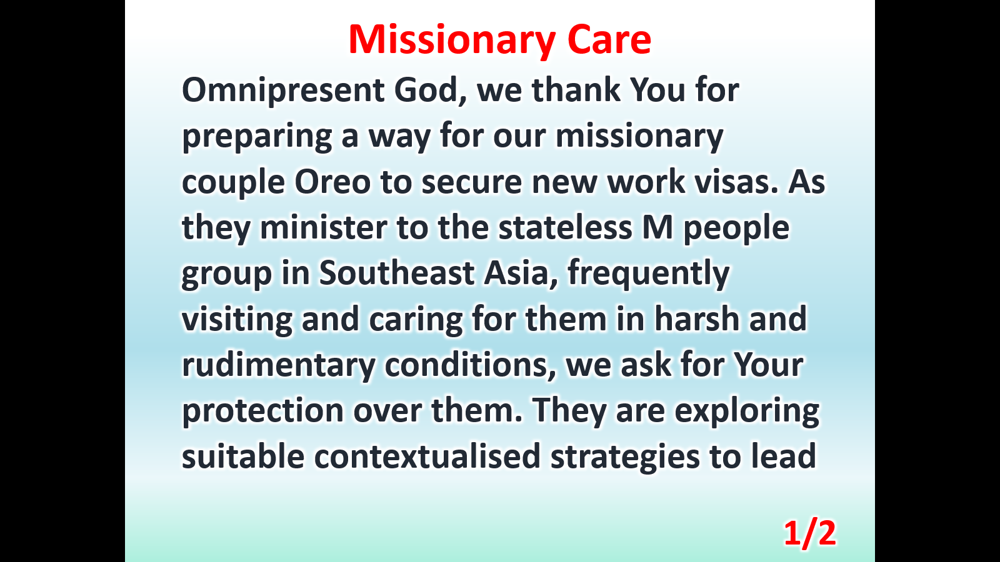 Missionary Care
Omnipresent God, we thank You for
preparing a way for our missionary
couple Oreo to secure new work visas. As
they minister to the stateless M people
group in Southeast Asia, frequently
visiting and caring for them in harsh and
rudimentary conditions, we ask for Your
protection over them. They are exploring
suitable contextualised strategies to lead
1/2